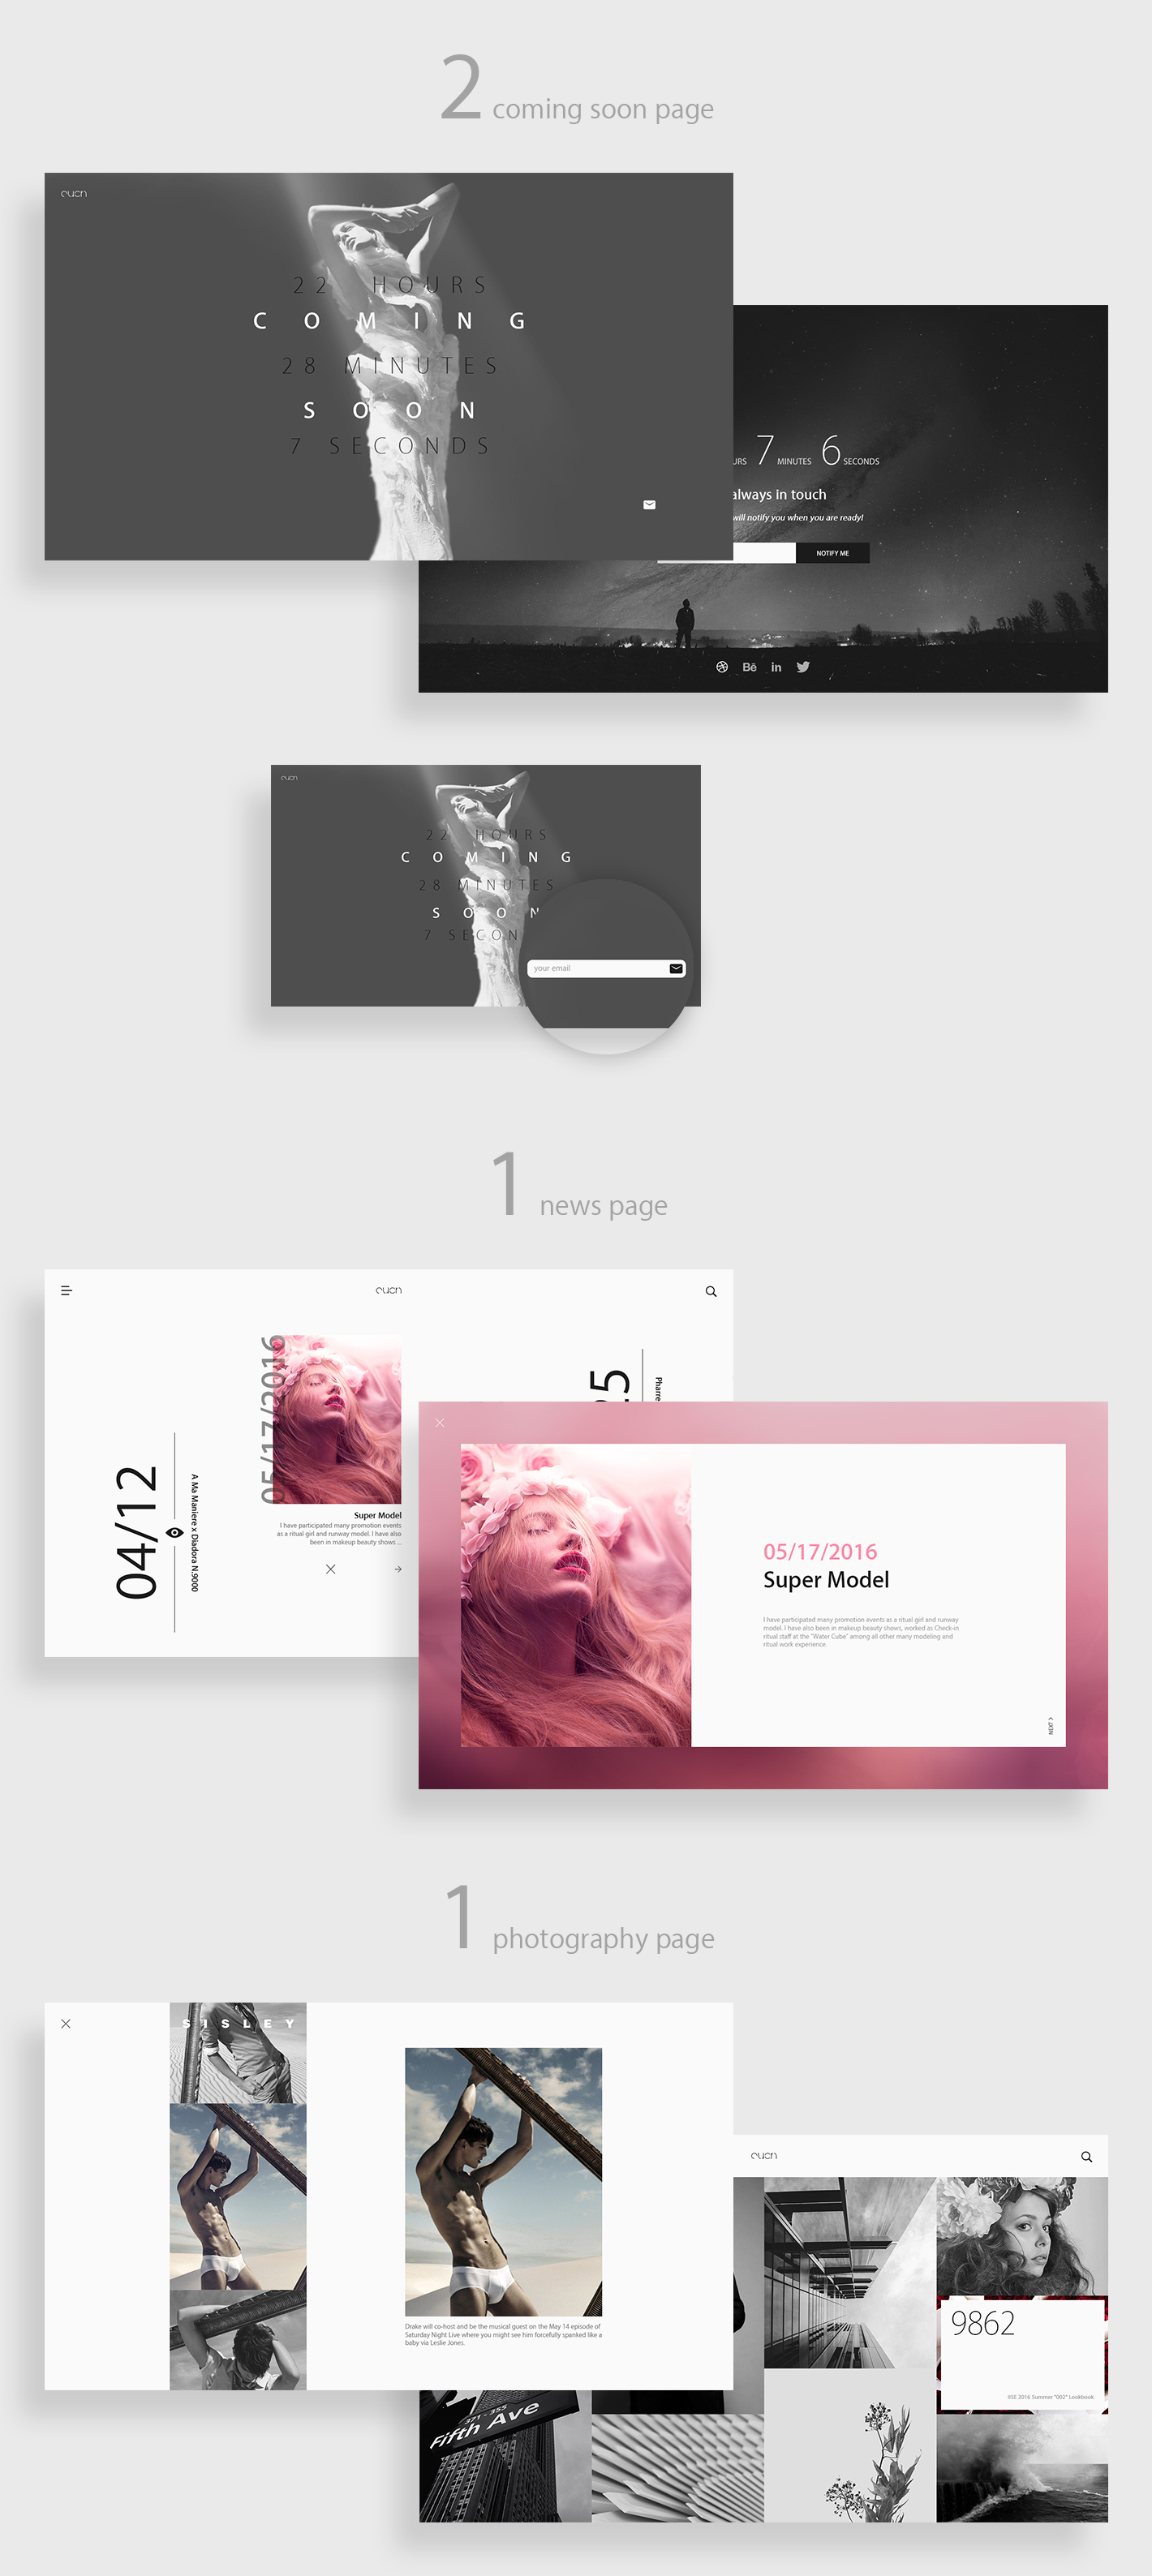 2 coming soon page
cucn
22 HOURS
COMING
28 MINUTES
SOON
7 SECONDS
7 MINUTES 6 SECONDS
always in touch
will notify you when you are ready!
NOTIFY ME
Bē in
cucn
22 HOURS
COMING
28 MINUTES
SOON
7 SECON
your email
1 news page
cucn
04/12
A Ma Maniere x Diadora N.9000
05/17/2016
Super Model
I have participated many promotion events
as a ritual girl and runway model. I have also
been in makeup beauty shows ...
25
Pharre
05/17/2016
Super Model
I have participated many promotion events as a ritual girl and runway
model. I have also been in makeup beauty shows, worked as Check-in
ritual staff at the "Water Cube" among all other many modeling and
ritual work experience.
NEXT >
1 photography page
SISLEY
Drake will co-host and be the musical guest on the May 14 episode of
Saturday Night Live where you might see him forcefully spanked like a
baby via Leslie Jones.
cucn
9862
IISE 2016 Summer "002" Lookbook
371 - 355
Fifth Ave